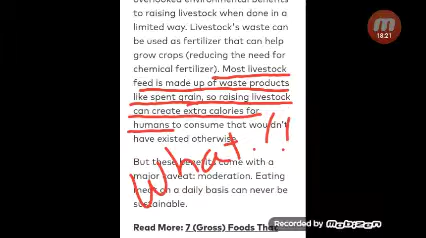 overlooked environmental benefits
to raising livestock when done in a
limited way. Livestock's waste can
be used as fertilizer that can help
grow crops (reducing the need for
chemical fertilizer). Most livestock
feed is made up of waste products
like spent grain, so raising livestock
can create extra calories for
humans to consume that wouldn't
have existed otherwise.
What!!
But these benefits come with a
major caveat: moderation. Eating
meat on a daily basis can never be
sustainable.
Read More: 7 (Gross) Foods That
18:21
Recorded by mobizen